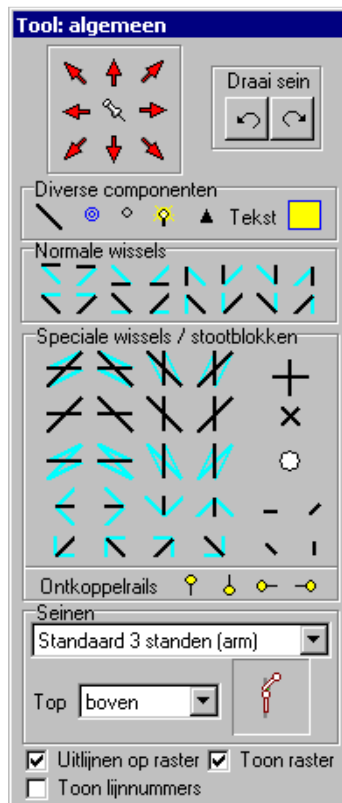 Tool: algemeen
Draai sein
Diverse componenten
Tekst
Normale wissels
Speciale wissels / stootblokken
Ontkoppelrails
Seinen
Standaard 3 standen (arm)
Top boven
Uitlijnen op raster Toon raster
Toon lijnnummers